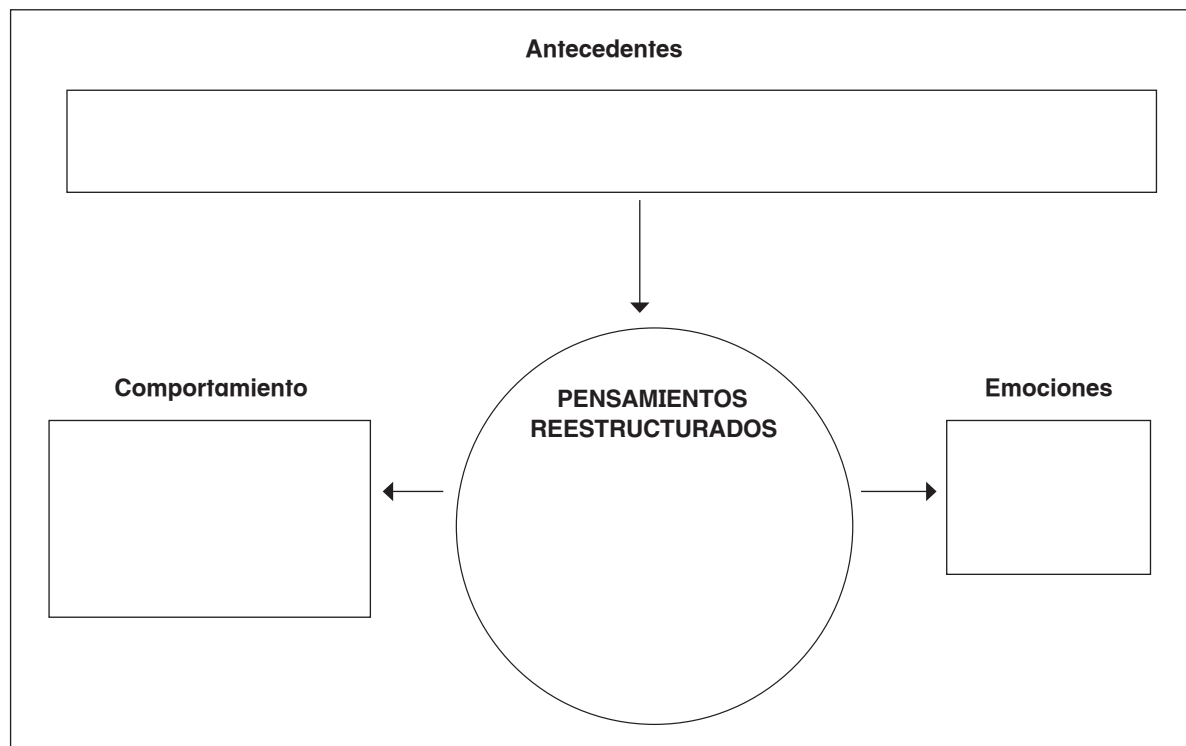 Antecedentes
Comportamiento
PENSAMIENTOS
REESTRUCTURADOS
Emociones